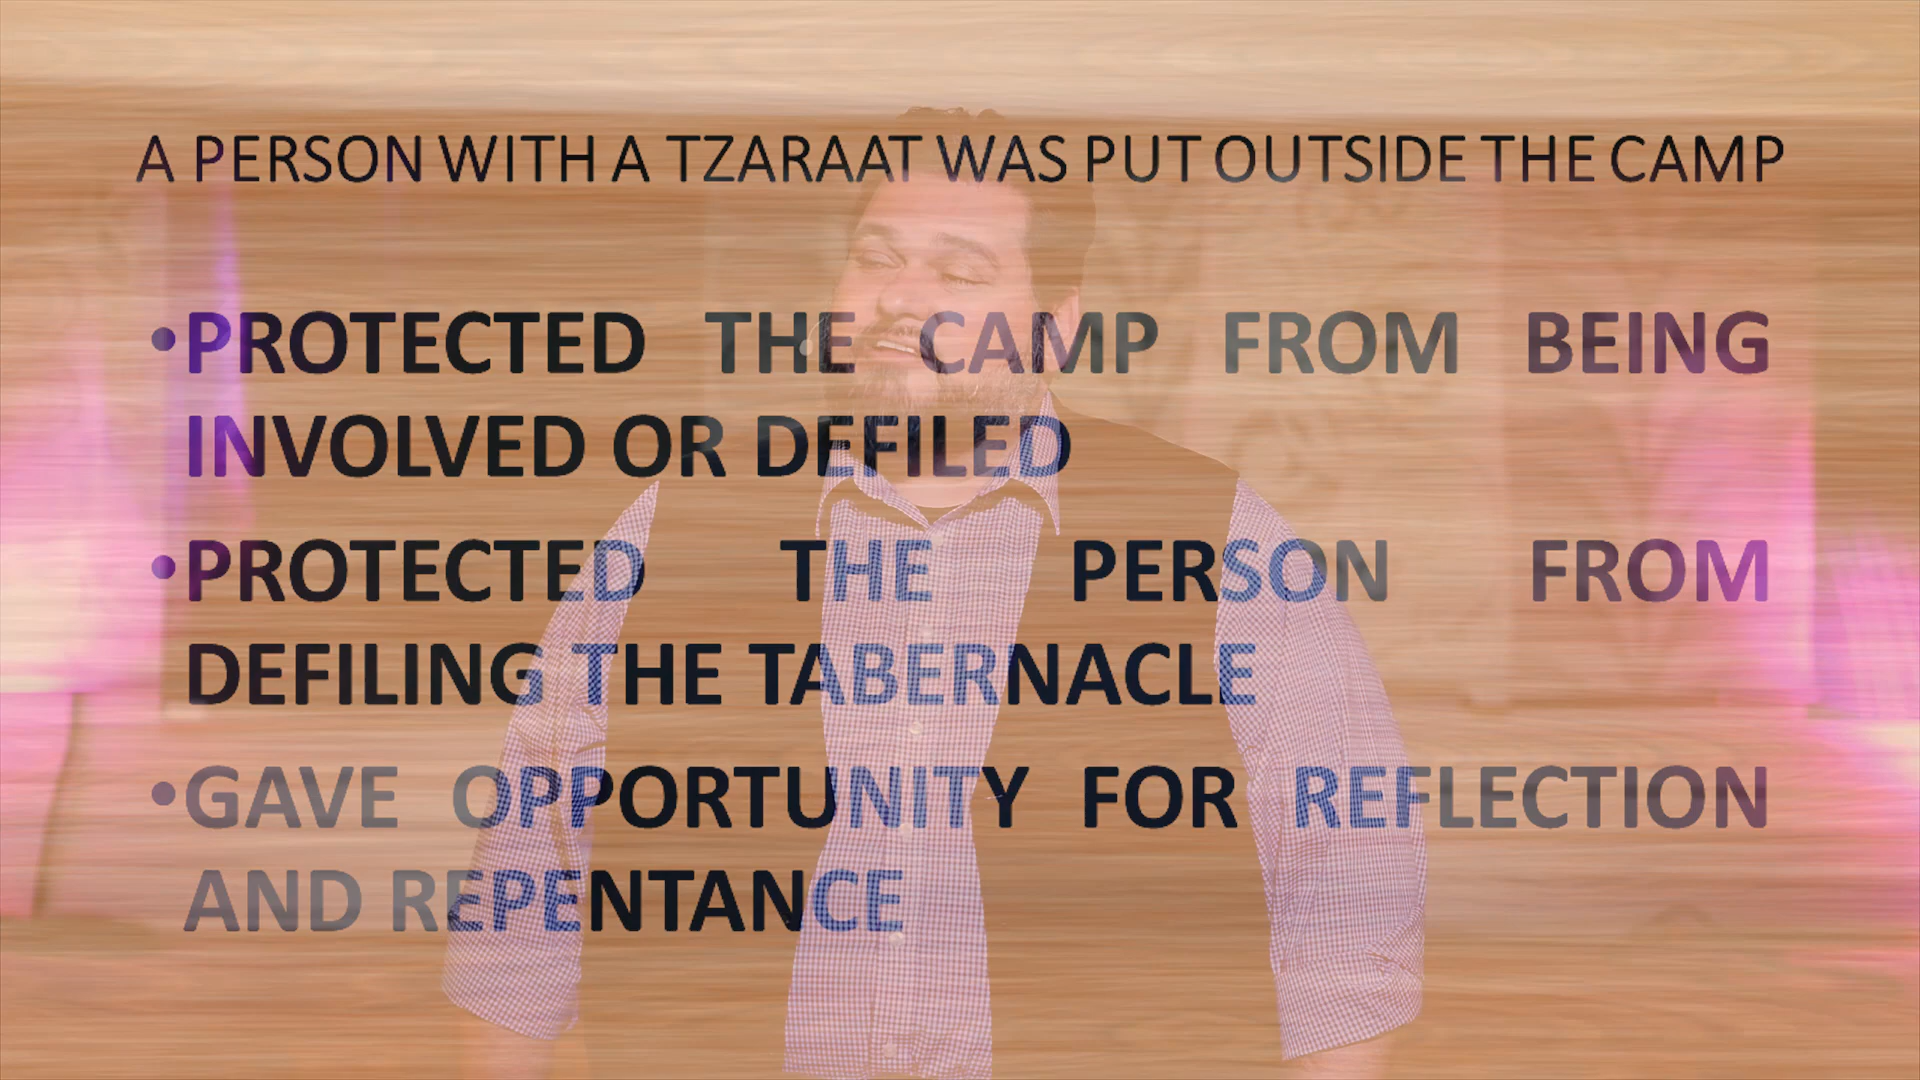 A PERSON WITH A TZARAAT WAS PUT OUTSIDE THE CAMP
•PROTECTED THE CAMP FROM BEING
INVOLVED OR DEFILED
•PROTECTED THE PERSON FROM
DEFILING THE TABERNACLE
•GAVE OPPORTUNITY FOR REFLECTION
AND REPENTANCE